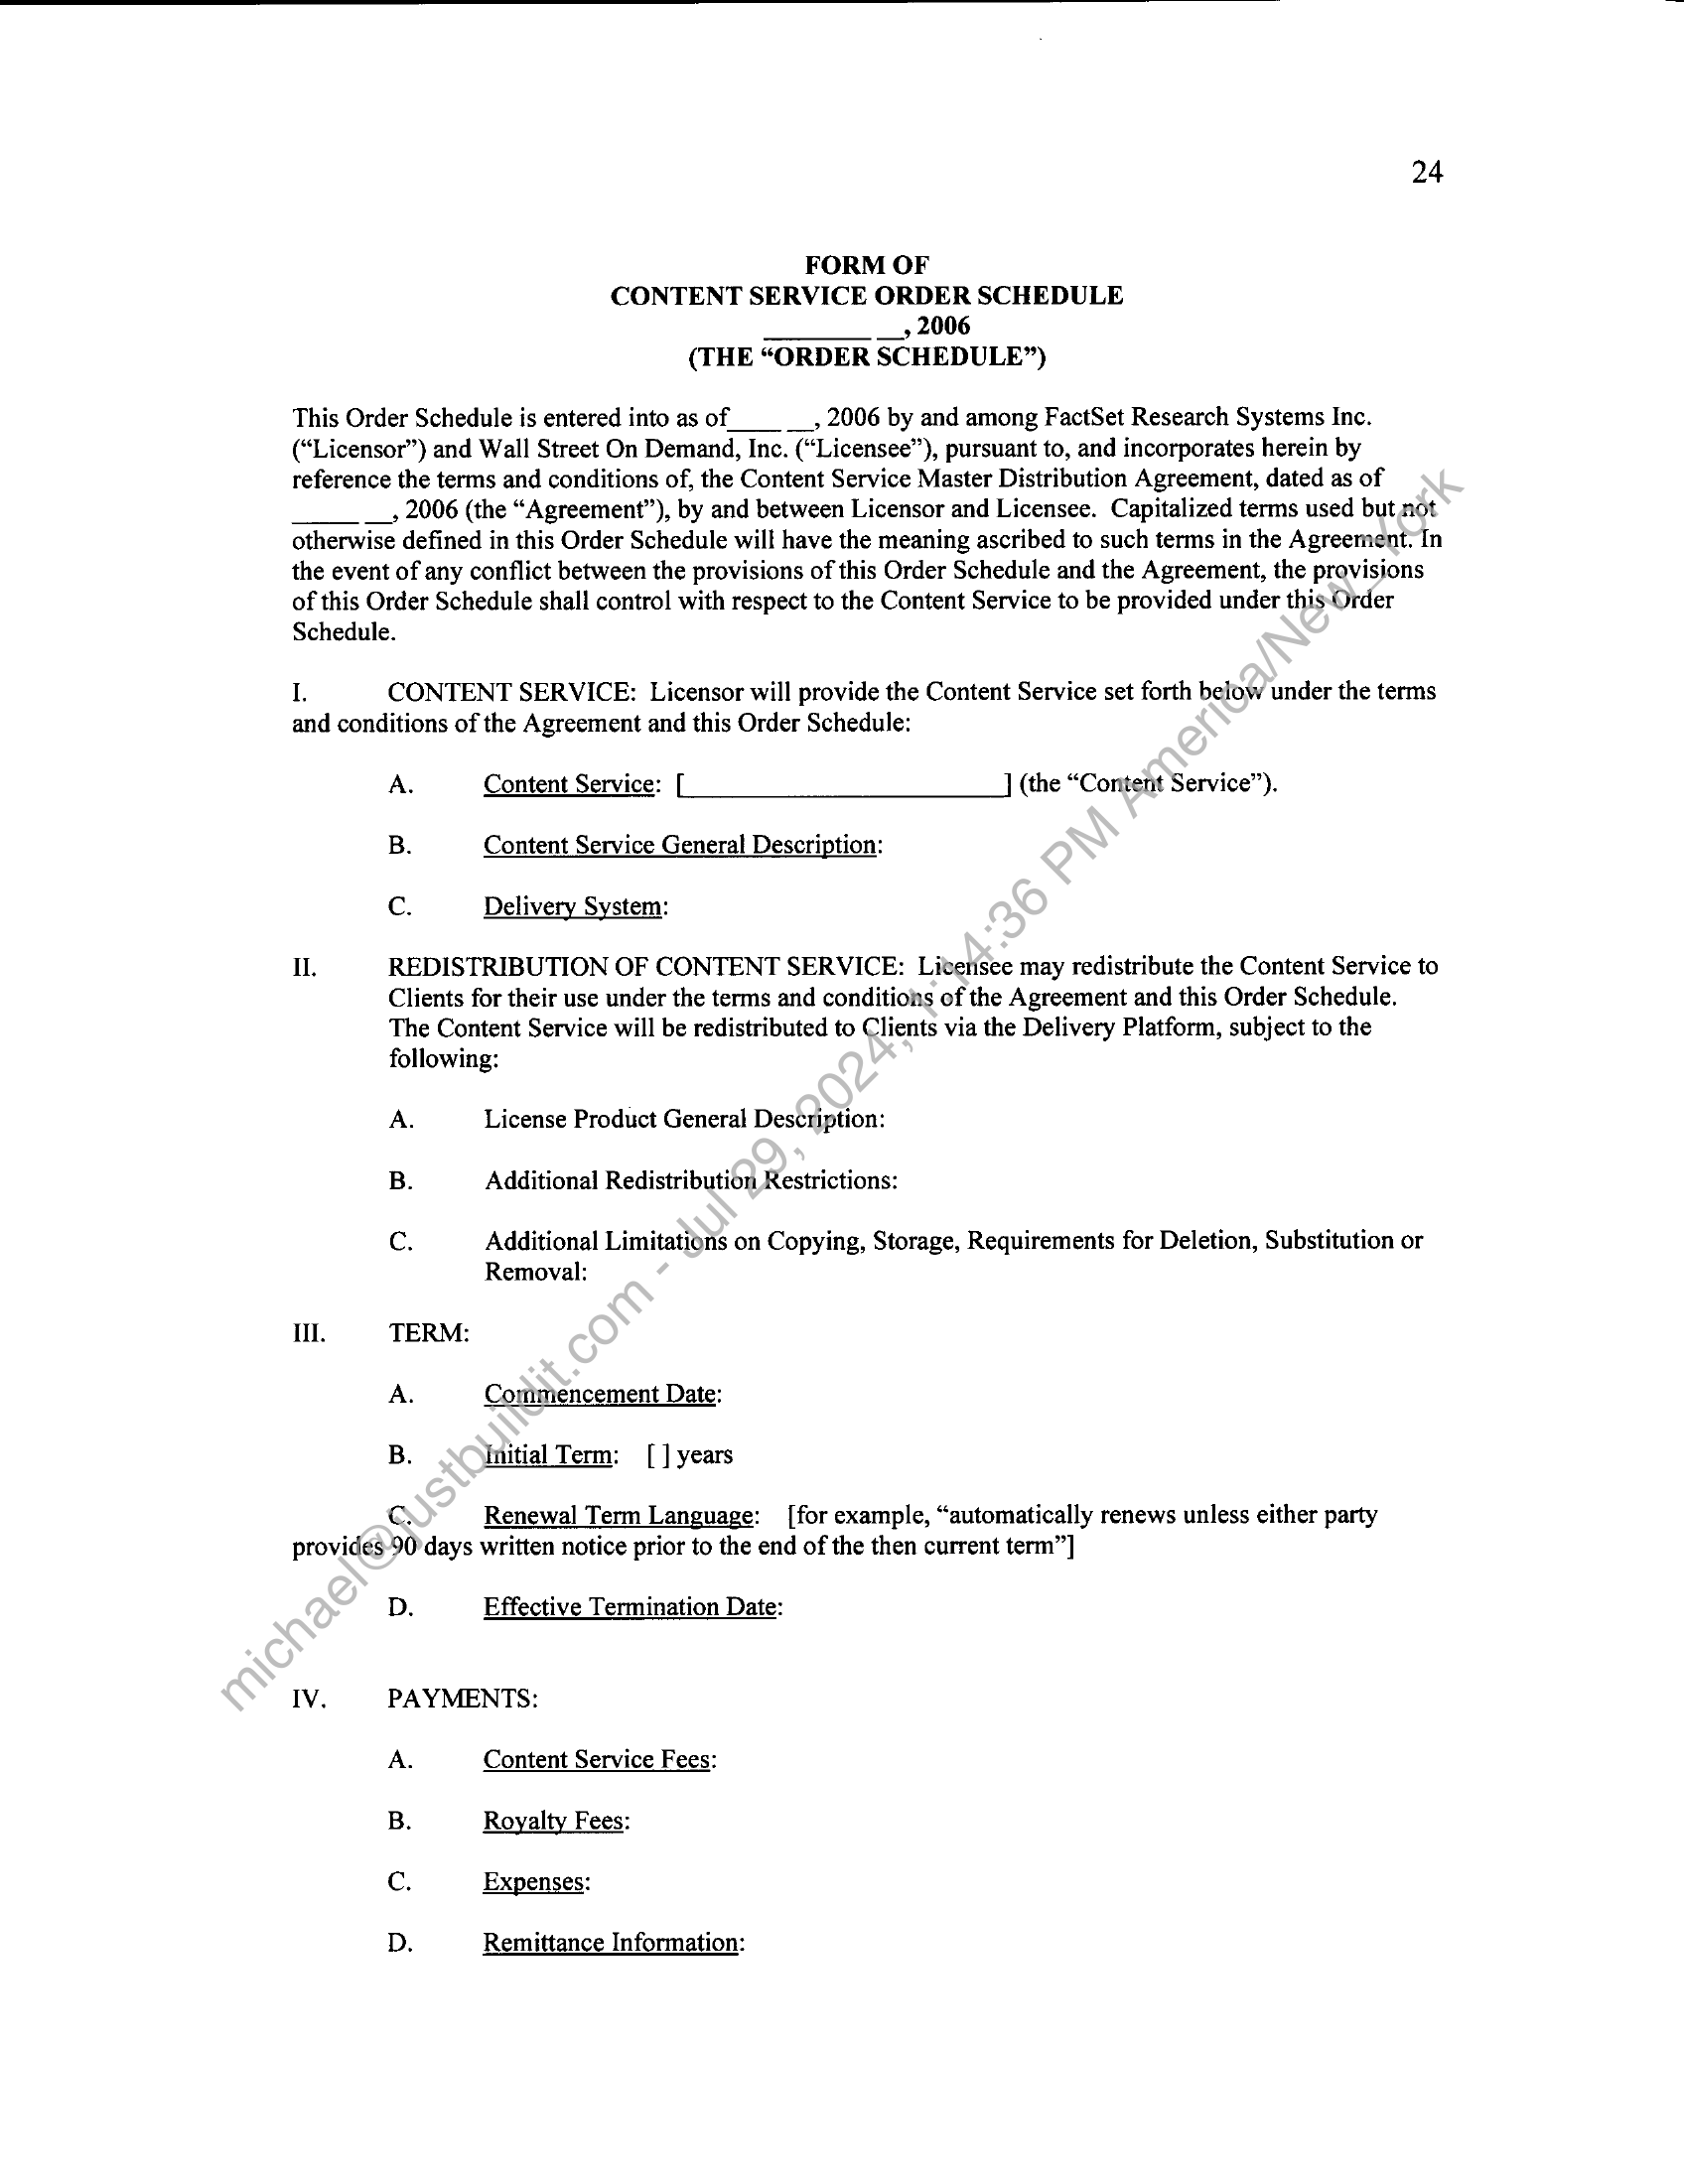 24
FORM OF
CONTENT SERVICE ORDER SCHEDULE
________ __, 2006
(THE “ORDER SCHEDULE”)
This Order Schedule is entered into as of____ __, 2006 by and among FactSet Research Systems Inc.
(“Licensor”) and Wall Street On Demand, Inc. (“Licensee”), pursuant to, and incorporates herein by
reference the terms and conditions of, the Content Service Master Distribution Agreement, dated as of
_____ __, 2006 (the “Agreement”), by and between Licensor and Licensee. Capitalized terms used but not
otherwise defined in this Order Schedule will have the meaning ascribed to such terms in the Agreement. In
the event of any conflict between the provisions of this Order Schedule and the Agreement, the provisions
of this Order Schedule shall control with respect to the Content Service to be provided under this Order
Schedule.
I. CONTENT SERVICE: Licensor will provide the Content Service set forth below under the terms
and conditions of the Agreement and this Order Schedule:
A. Content Service: [________________________] (the “Content Service”).
B. Content Service General Description:
C. Delivery System:
II. REDISTRIBUTION OF CONTENT SERVICE: Licensee may redistribute the Content Service to
Clients for their use under the terms and conditions of the Agreement and this Order Schedule.
The Content Service will be redistributed to Clients via the Delivery Platform, subject to the
following:
A. License Product General Description:
B. Additional Redistribution Restrictions:
C. Additional Limitations on Copying, Storage, Requirements for Deletion, Substitution or
Removal:
III. TERM:
A. Commencement Date:
B. Initial Term: [ ] years
C. Renewal Term Language: [for example, “automatically renews unless either party
provides 90 days written notice prior to the end of the then current term”]
D. Effective Termination Date:
IV. PAYMENTS:
A. Content Service Fees:
B. Royalty Fees:
C. Expenses:
D. Remittance Information:
michael@justbuildit.com - Jul 29, 2024, 1:14:36 PM America/New_York